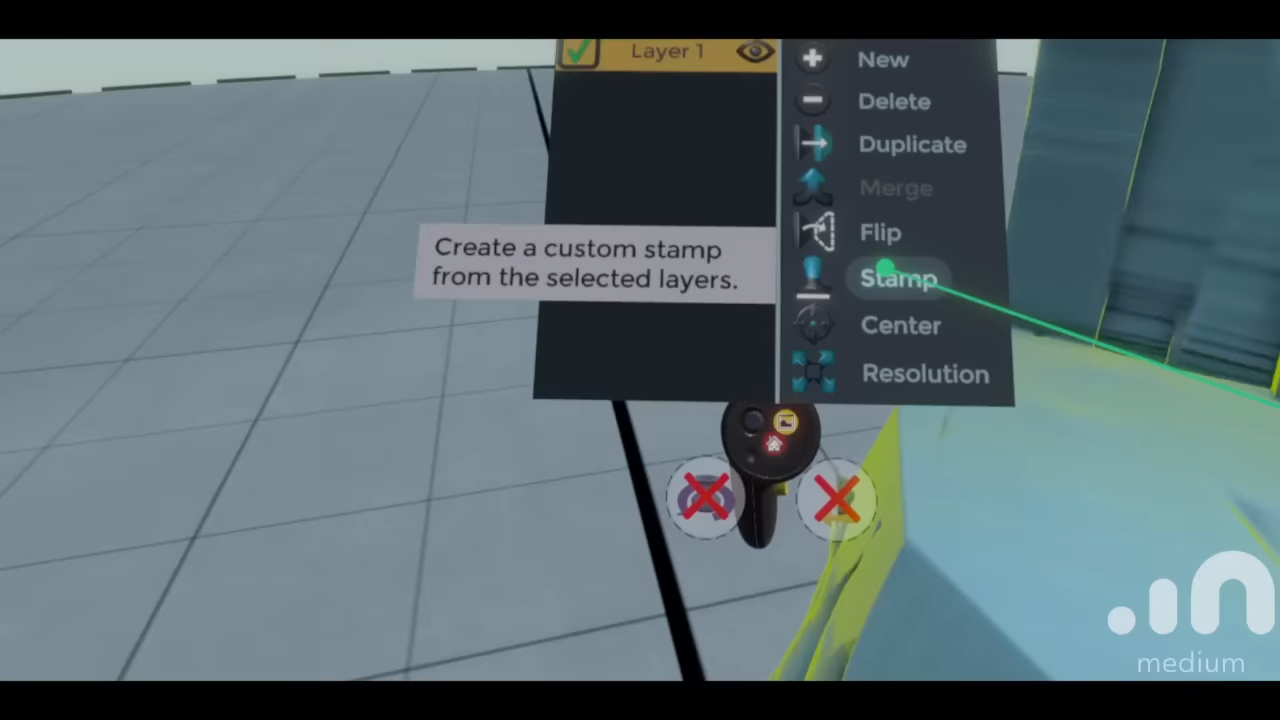 Layer 1
New
Delete
Duplicate
Merge
Flip
Stamp
Center
Resolution
Create a custom stamp
from the selected layers.
medium